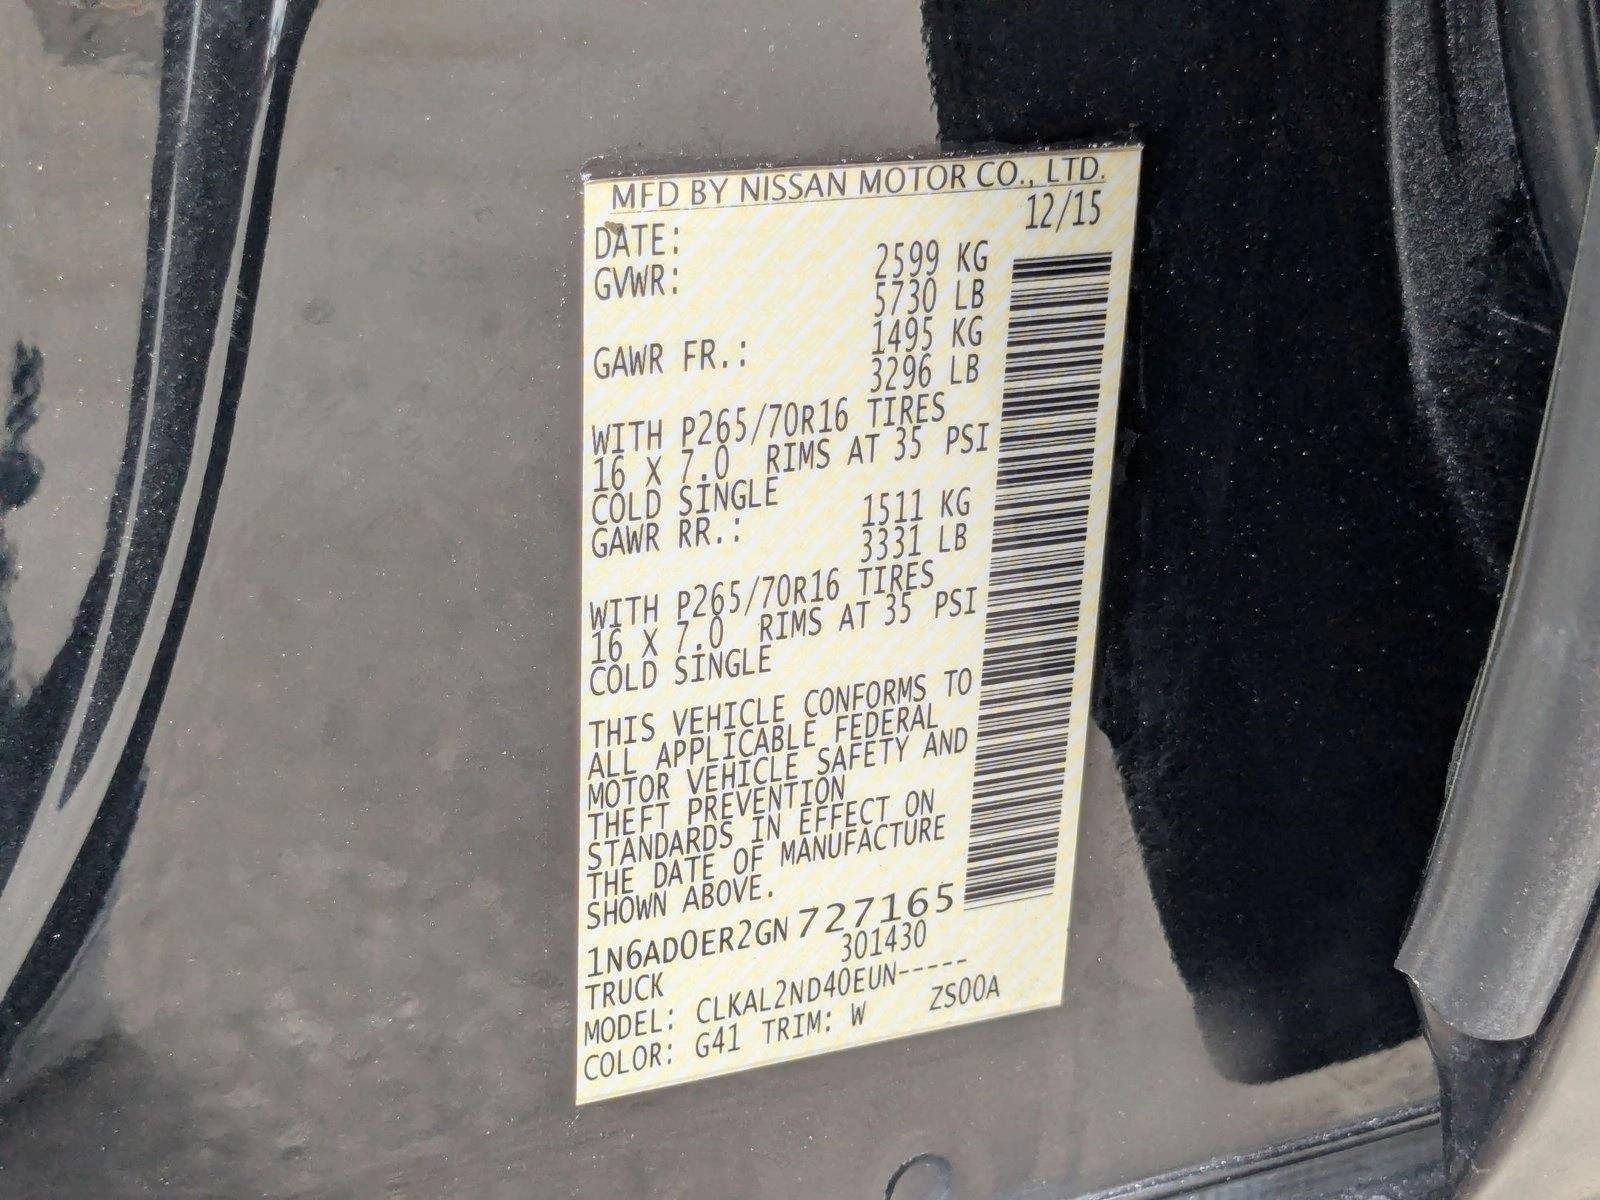 MFD BY NISSAN MOTOR CO., LTD.
DATE: 12/15
GVWR: 2599 KG
5730 LB
GAWR FR.: 1495 KG
3296 LB
WITH P265/70R16 TIRES
16 X 7.0 RIMS AT 35 PSI
COLD SINGLE
GAWR RR.: 1511 KG
3331 LB
WITH P265/70R16 TIRES
16 X 7.0 RIMS AT 35 PSI
COLD SINGLE
THIS VEHICLE CONFORMS TO
ALL APPLICABLE FEDERAL
MOTOR VEHICLE SAFETY AND
THEFT PREVENTION
STANDARDS IN EFFECT ON
THE DATE OF MANUFACTURE
SHOWN ABOVE.
1N6AD0ER2GN727165
TRUCK 301430
MODEL: CLKAL2ND40EUN-----
COLOR: G41 TRIM: W ZS00A